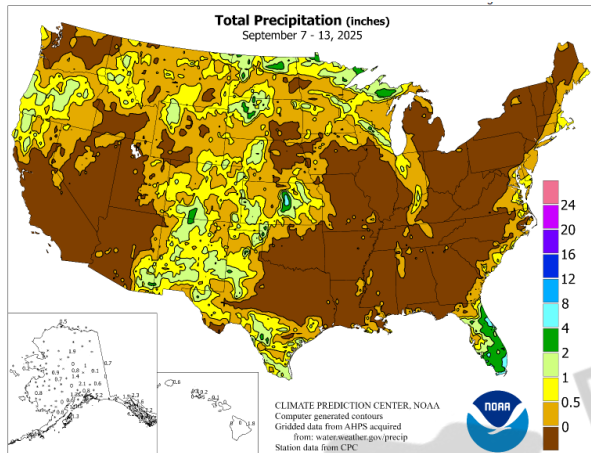 Total Precipitation (inches)
September 7 - 13, 2025
24
20
16
12
8
4
2
1
0.5
0
CLIMATE PREDICTION CENTER, NOAA
Computer generated contours
Gridded data from AHPS acquired
from: water.weather.gov/precip
Station data from CPC
NOAA